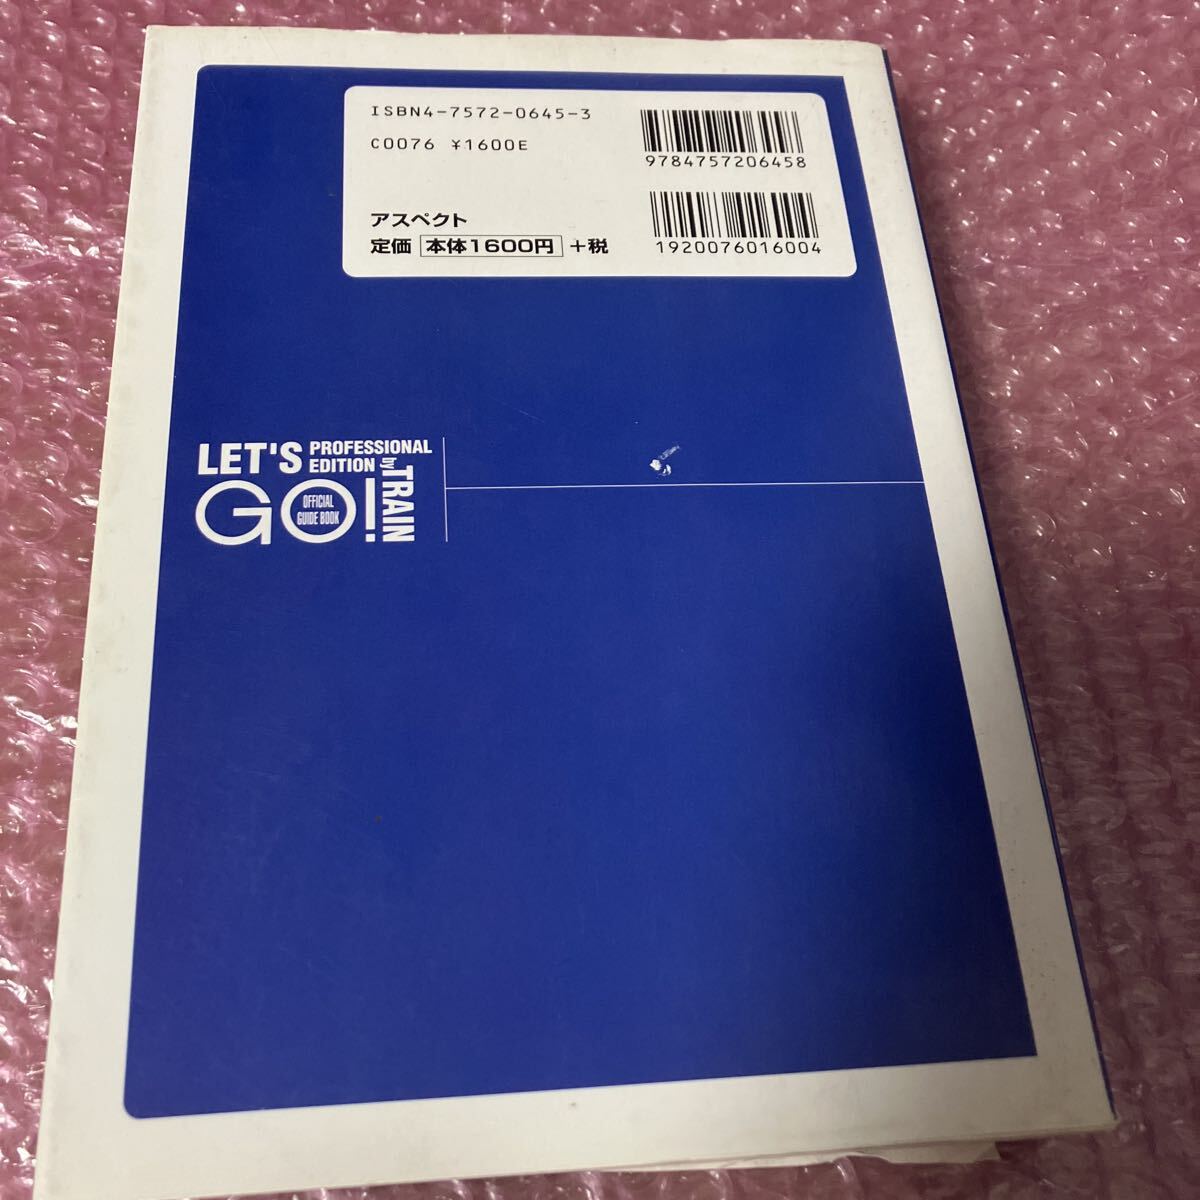 ISBN4-7572-0645-3
C0076 ¥1600E
アスペクト
定価 本体1600円 +税
9784757206458
1920076016004
LET'S PROFESSIONAL EDITION
GO! by TRAIN
OFFICIAL
GUIDE BOOK